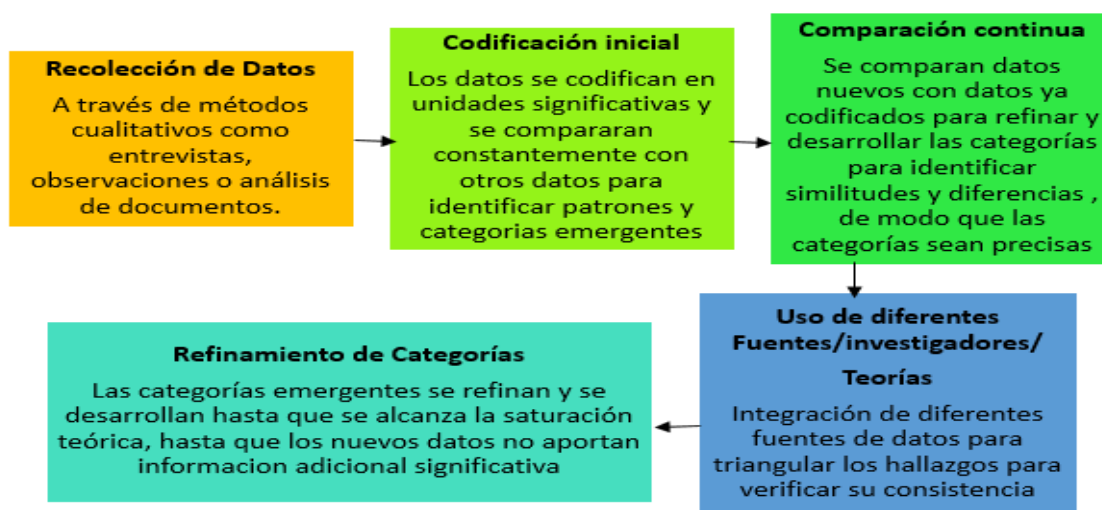 Recolección de Datos
A través de métodos
cualitativos como
entrevistas,
observaciones o análisis
de documentos.
Codificación inicial
Los datos se codifican en
unidades significativas y
se compararan
constantemente con
otros datos para
identificar patrones y
categorias emergentes
Comparación continua
Se comparan datos
nuevos con datos ya
codificados para refinar y
desarrollar las categorías
para identificar
similitudes y diferencias ,
de modo que las
categorías sean precisas
Uso de diferentes
Fuentes/investigadores/
Teorías
Integración de diferentes
fuentes de datos para
triangular los hallazgos para
verificar su consistencia
Refinamiento de Categorías
Las categorías emergentes se refinan y se
desarrollan hasta que se alcanza la saturación
teórica, hasta que los nuevos datos no aportan
informacion adicional significativa